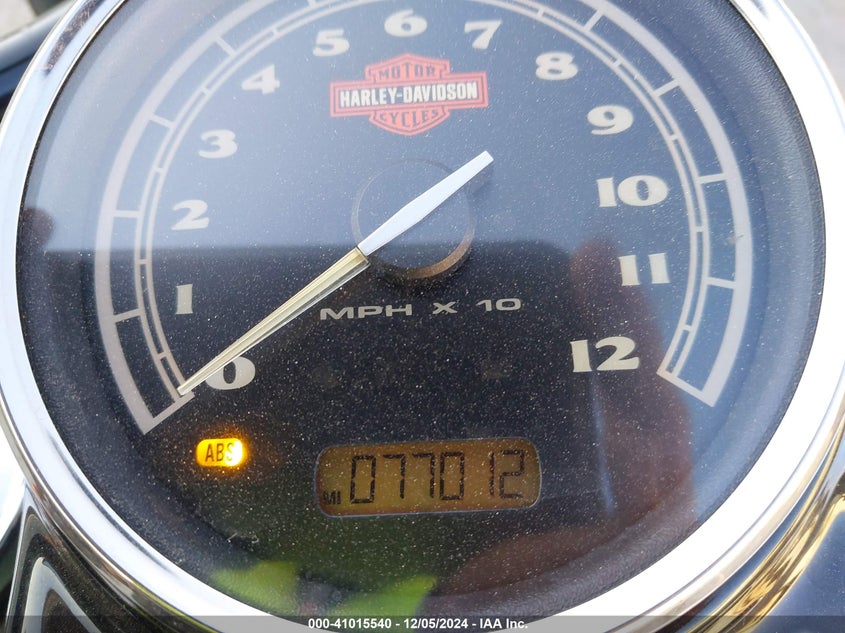 5 6 7
4 8
MOTOR
HARLEY-DAVIDSON
CYCLES
3 9
2 10
1 11
MPH X 10
0 12
ABS
MI 077012
000-41015540 - 12/05/2024 - IAA Inc.